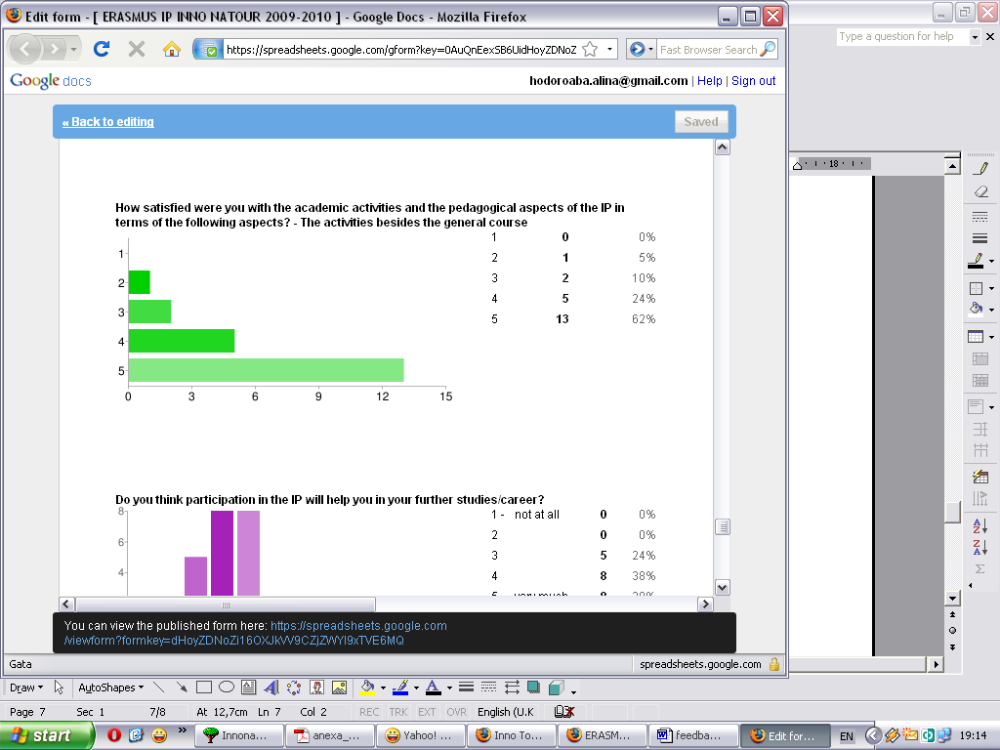 Edit form - [ ERASMUS IP INNO NATOUR 2009-2010 ] - Google Docs - Mozilla Firefox
Type a question for help
https://spreadsheets.google.com/gform?key=0AuQnEexSB6UidHoyZDNoZ
Fast Browser Search
Google docs
hodoroaba.alina@gmail.com | Help | Sign out
« Back to editing
Saved
18
How satisfied were you with the academic activities and the pedagogical aspects of the IP in
terms of the following aspects? - The activities besides the general course
1 0 0%
2 1 5%
3 2 10%
4 5 24%
5 13 62%
1
2
3
4
5
0 3 6 9 12 15
Do you think participation in the IP will help you in your further studies/career?
8
6
4
1 - not at all 0 0%
2 0 0%
3 5 24%
4 8 38%
5 very much 8 38%
You can view the published form here: https://spreadsheets.google.com
/viewform?formkey=dHoyZDNoZi16OXJkVV9CZjZWYl9xTVE6MQ
Gata
spreadsheets.google.com
Draw AutoShapes
Page 7 Sec 1 7/8 At 12,7cm Ln 7 Col 2 REC TRK EXT OVR English (U.K
start
Innona...
anexa_...
Yahoo! ...
Inno To...
ERASM...
feedba...
Edit for...
EN
19:14